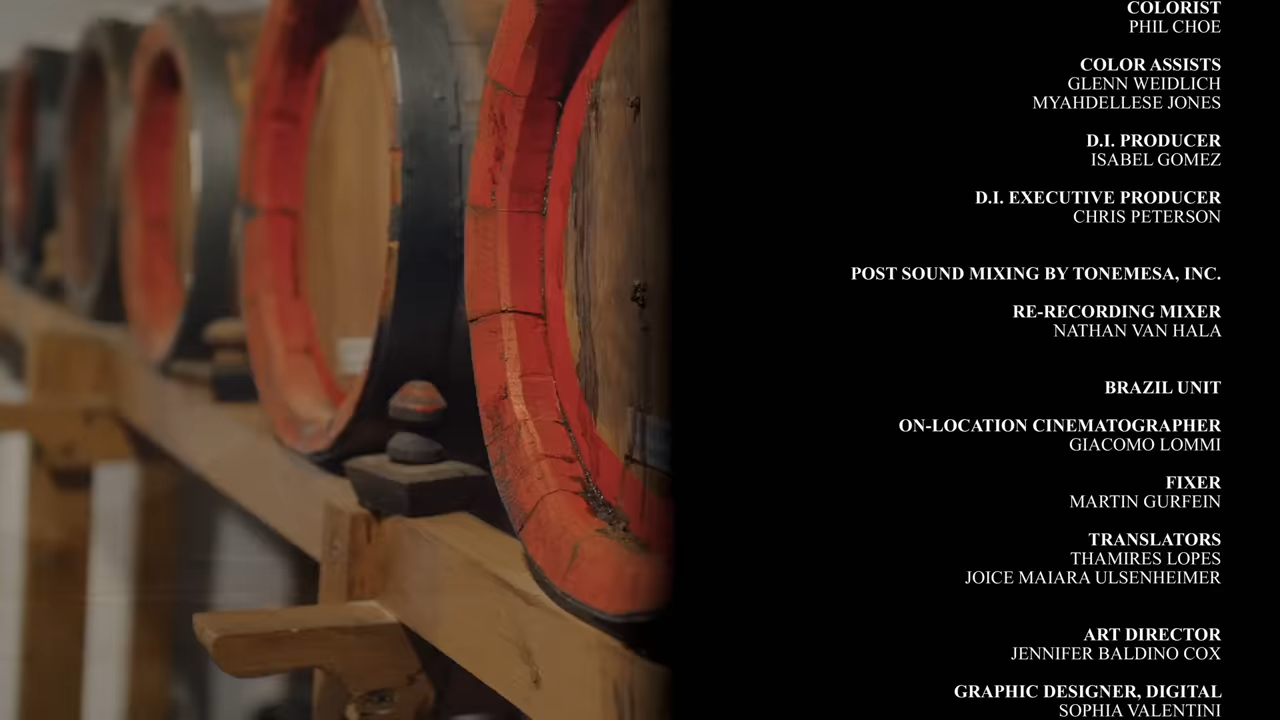 COLORIST
PHIL CHOE
COLOR ASSISTS
GLENN WEIDLICH
MYAHDELLESE JONES
D.I. PRODUCER
ISABEL GOMEZ
D.I. EXECUTIVE PRODUCER
CHRIS PETERSON
POST SOUND MIXING BY TONEMESA, INC.
RE-RECORDING MIXER
NATHAN VAN HALA
BRAZIL UNIT
ON-LOCATION CINEMATOGRAPHER
GIACOMO LOMMI
FIXER
MARTIN GURFEIN
TRANSLATORS
THAMIRES LOPES
JOICE MAIARA ULSENHEIMER
ART DIRECTOR
JENNIFER BALDINO COX
GRAPHIC DESIGNER, DIGITAL
SOPHIA VALENTINI